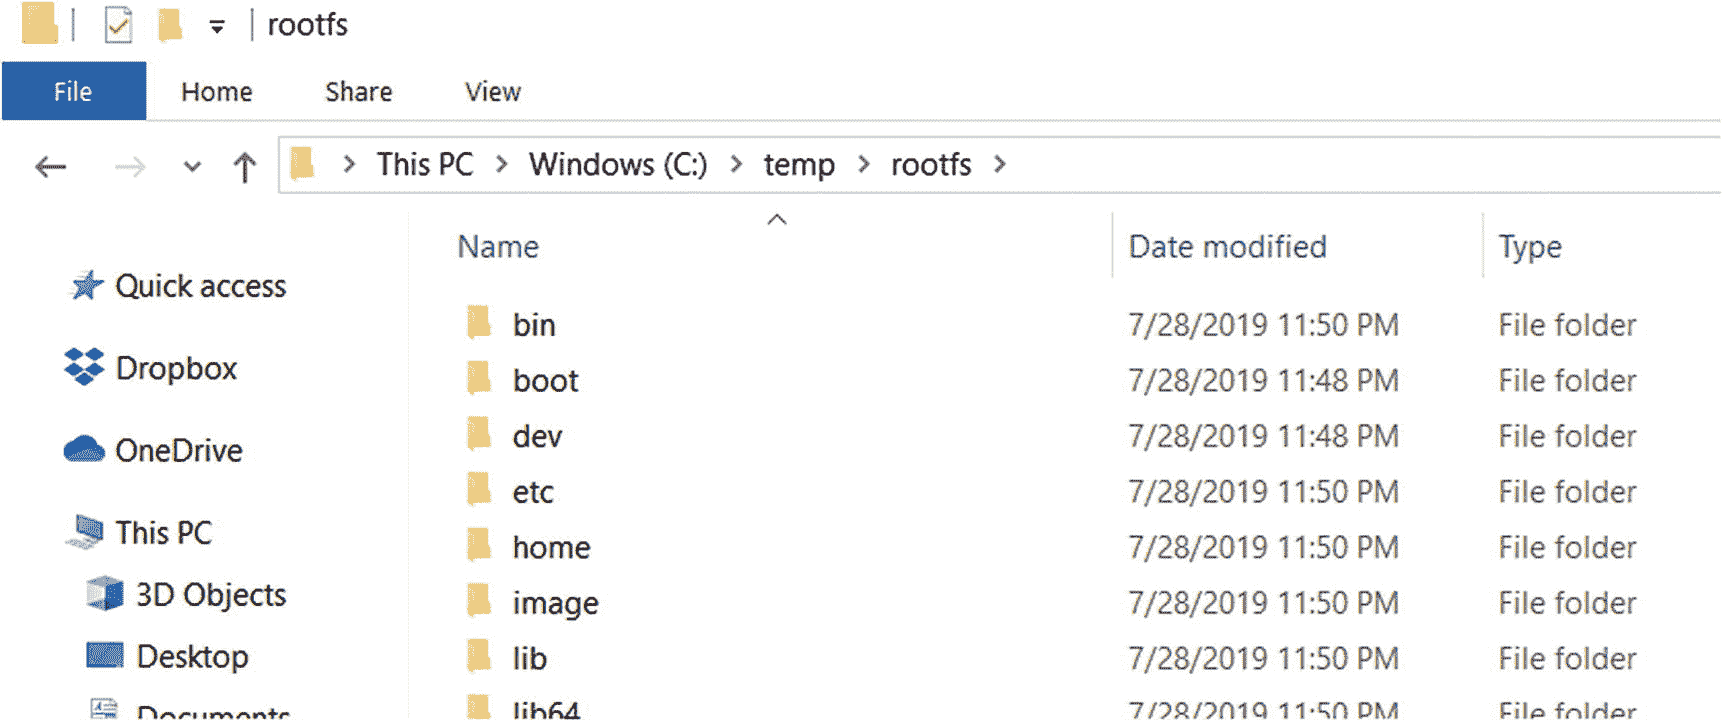 rootfs
File Home Share View
This PC Windows (C:) temp rootfs
Name Date modified Type
Quick access
Dropbox
OneDrive
This PC
3D Objects
Desktop
Documents
bin 7/28/2019 11:50 PM File folder
boot 7/28/2019 11:48 PM File folder
dev 7/28/2019 11:48 PM File folder
etc 7/28/2019 11:50 PM File folder
home 7/28/2019 11:50 PM File folder
image 7/28/2019 11:50 PM File folder
lib 7/28/2019 11:50 PM File folder
lib64 7/28/2019 11:50 PM File folder